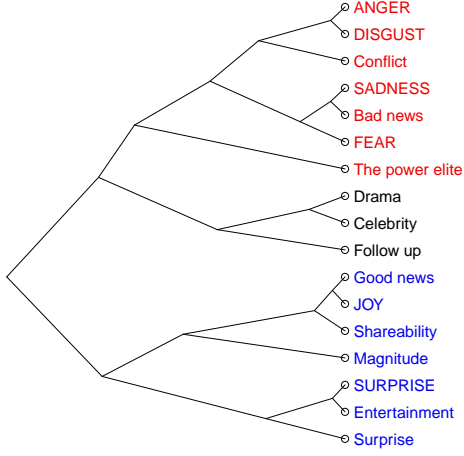 ANGER
DISGUST
Conflict
SADNESS
Bad news
FEAR
The power elite
Drama
Celebrity
Follow up
Good news
JOY
Shareability
Magnitude
SURPRISE
Entertainment
Surprise